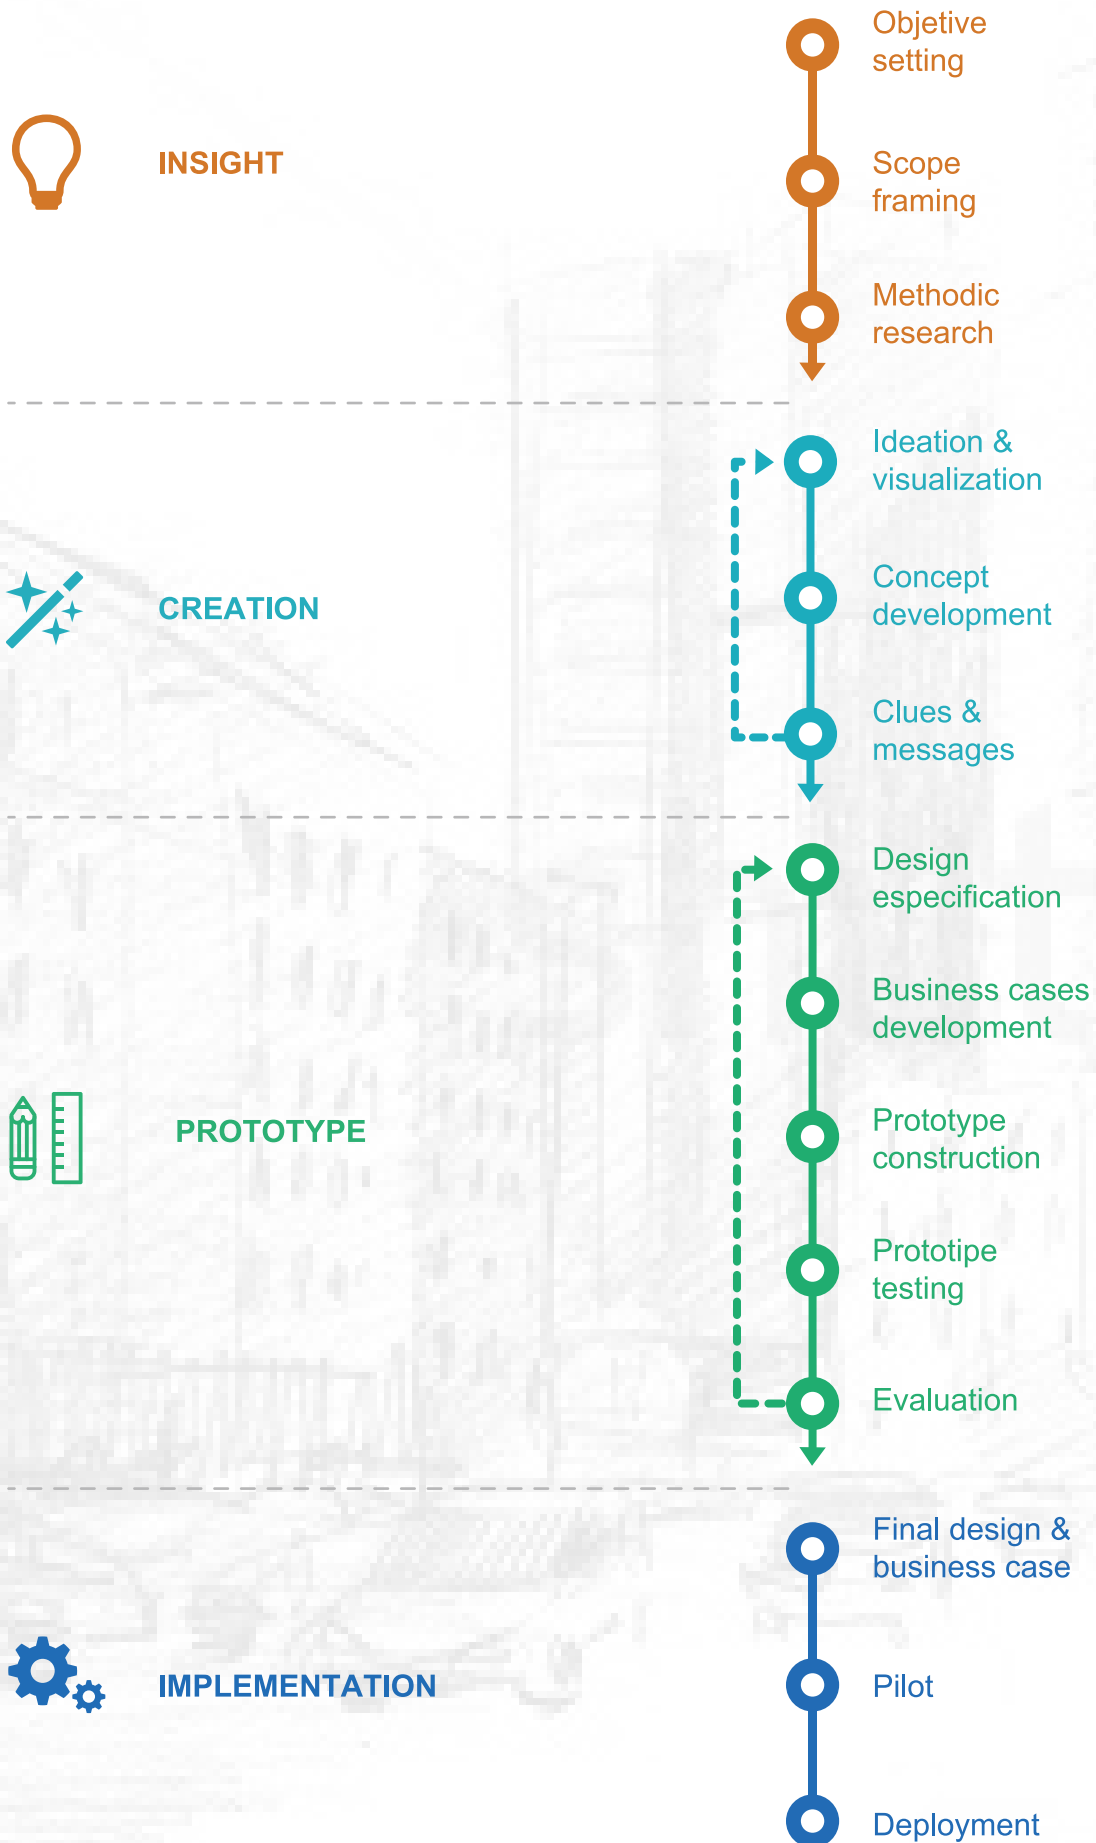 Objetive
setting
INSIGHT
Scope
framing
Methodic
research
Ideation &
visualization
Concept
development
CREATION
Clues &
messages
Design
especification
Business cases
development
PROTOTYPE
Prototype
construction
Prototipe
testing
Evaluation
Final design &
business case
IMPLEMENTATION
Pilot
Deployment